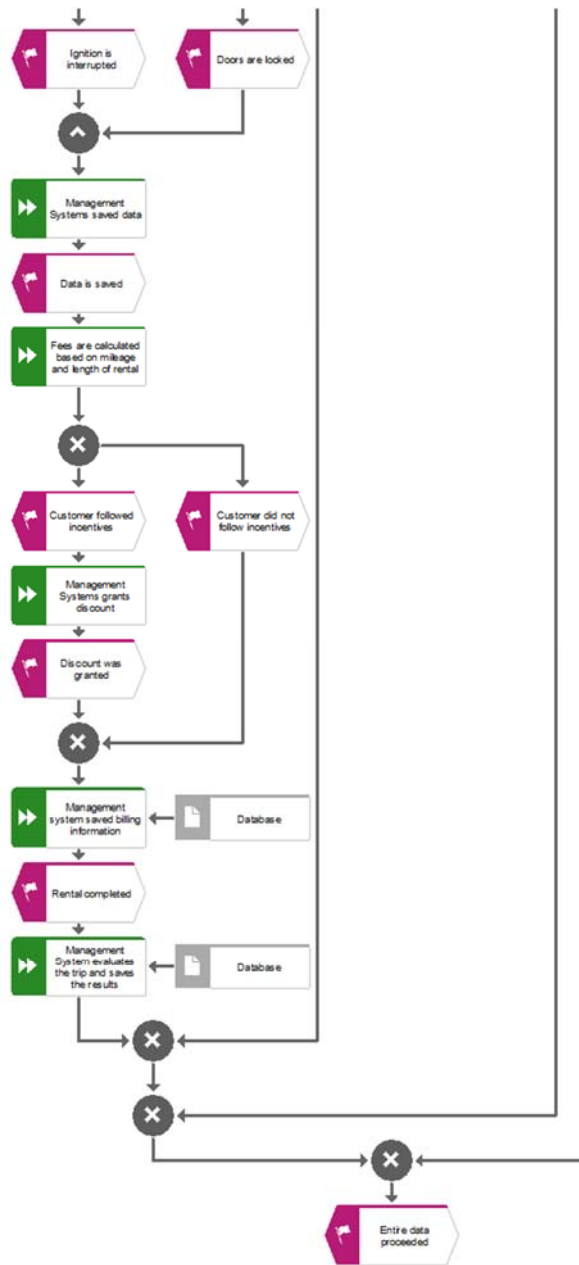 Ignition is
interrupted
Doors are locked
Management
Systems saved data
Data is saved
Fees are calculated
based on mileage
and length of rental
Customer followed
incentives
Customer did not
follow incentives
Management
Systems grants
discount
Discount was
granted
Management
system saved billing
information
Database
Rental completed
Management
System evaluates
the trip and saves
the results
Database
Entire data
proceeded